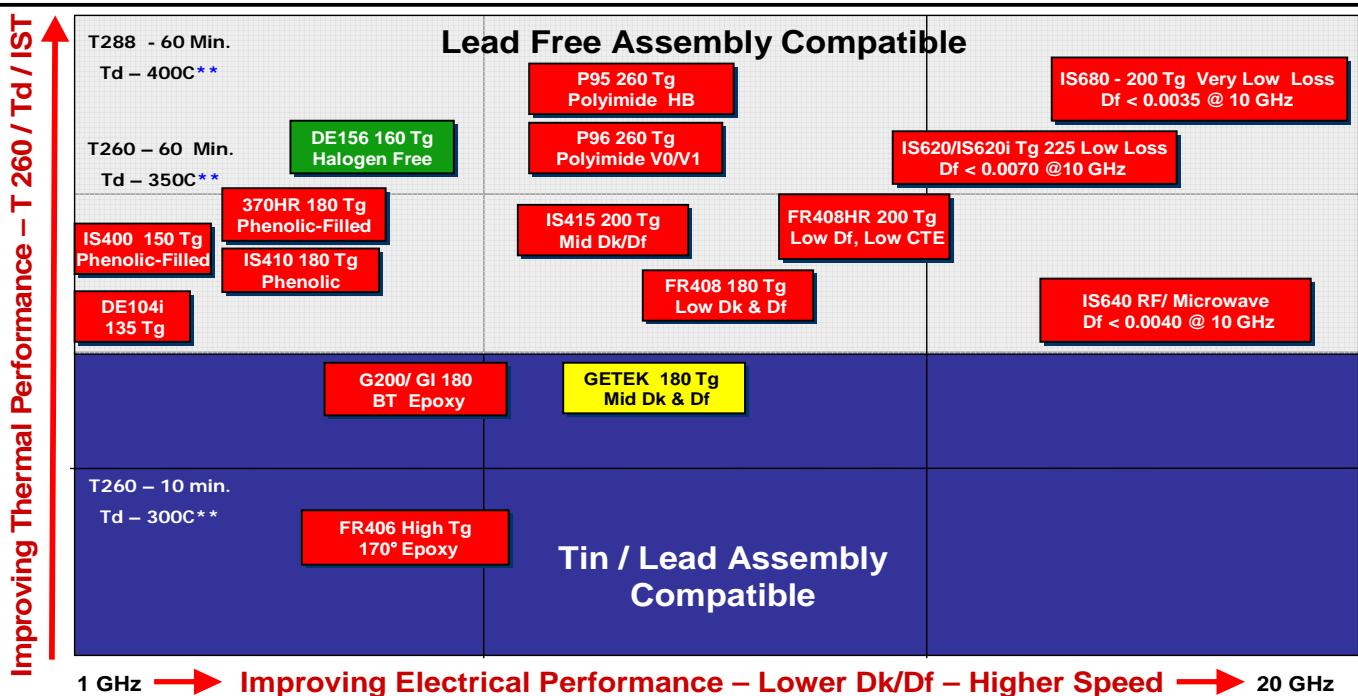 Improving Thermal Performance – T 260 / Td / IST
Lead Free Assembly Compatible
T288 - 60 Min.
Td – 400C**
P95 260 Tg
Polyimide HB
IS680 - 200 Tg Very Low Loss
Df < 0.0035 @ 10 GHz
DE156 160 Tg
Halogen Free
P96 260 Tg
Polyimide V0/V1
IS620/IS620i Tg 225 Low Loss
Df < 0.0070 @10 GHz
T260 – 60 Min.
Td – 350C**
370HR 180 Tg
Phenolic-Filled
IS415 200 Tg
Mid Dk/Df
FR408HR 200 Tg
Low Df, Low CTE
IS400 150 Tg
Phenolic-Filled
IS410 180 Tg
Phenolic
FR408 180 Tg
Low Dk & Df
IS640 RF/ Microwave
Df < 0.0040 @ 10 GHz
DE104i
135 Tg
G200/ GI 180
BT Epoxy
GETEK 180 Tg
Mid Dk & Df
T260 – 10 min.
Td – 300C**
FR406 High Tg
170° Epoxy
Tin / Lead Assembly
Compatible
1 GHz Improving Electrical Performance – Lower Dk/Df – Higher Speed 20 GHz